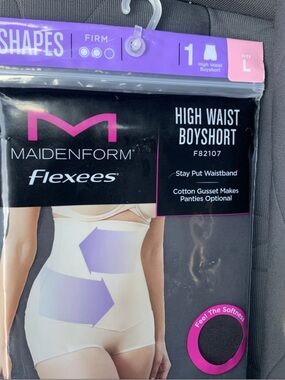 SHAPES
FIRM
1
High Waist
Boyshort
SIZE
L
MAIDENFORM®
Flexees®
HIGH WAIST
BOYSHORT
F82107
Stay Put Waistband
Cotton Gusset Makes
Panties Optional
Feel The Softness